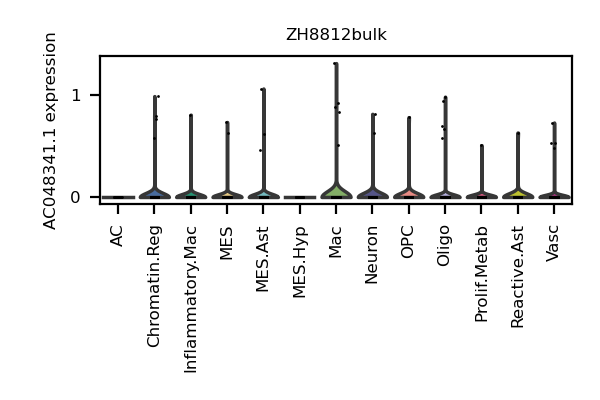 ZH8812bulk
AC048341.1 expression
1
0
AC
Chromatin.Reg
Inflammatory.Mac
MES
MES.Ast
MES.Hyp
Mac
Neuron
OPC
Oligo
Prolif.Metab
Reactive.Ast
Vasc